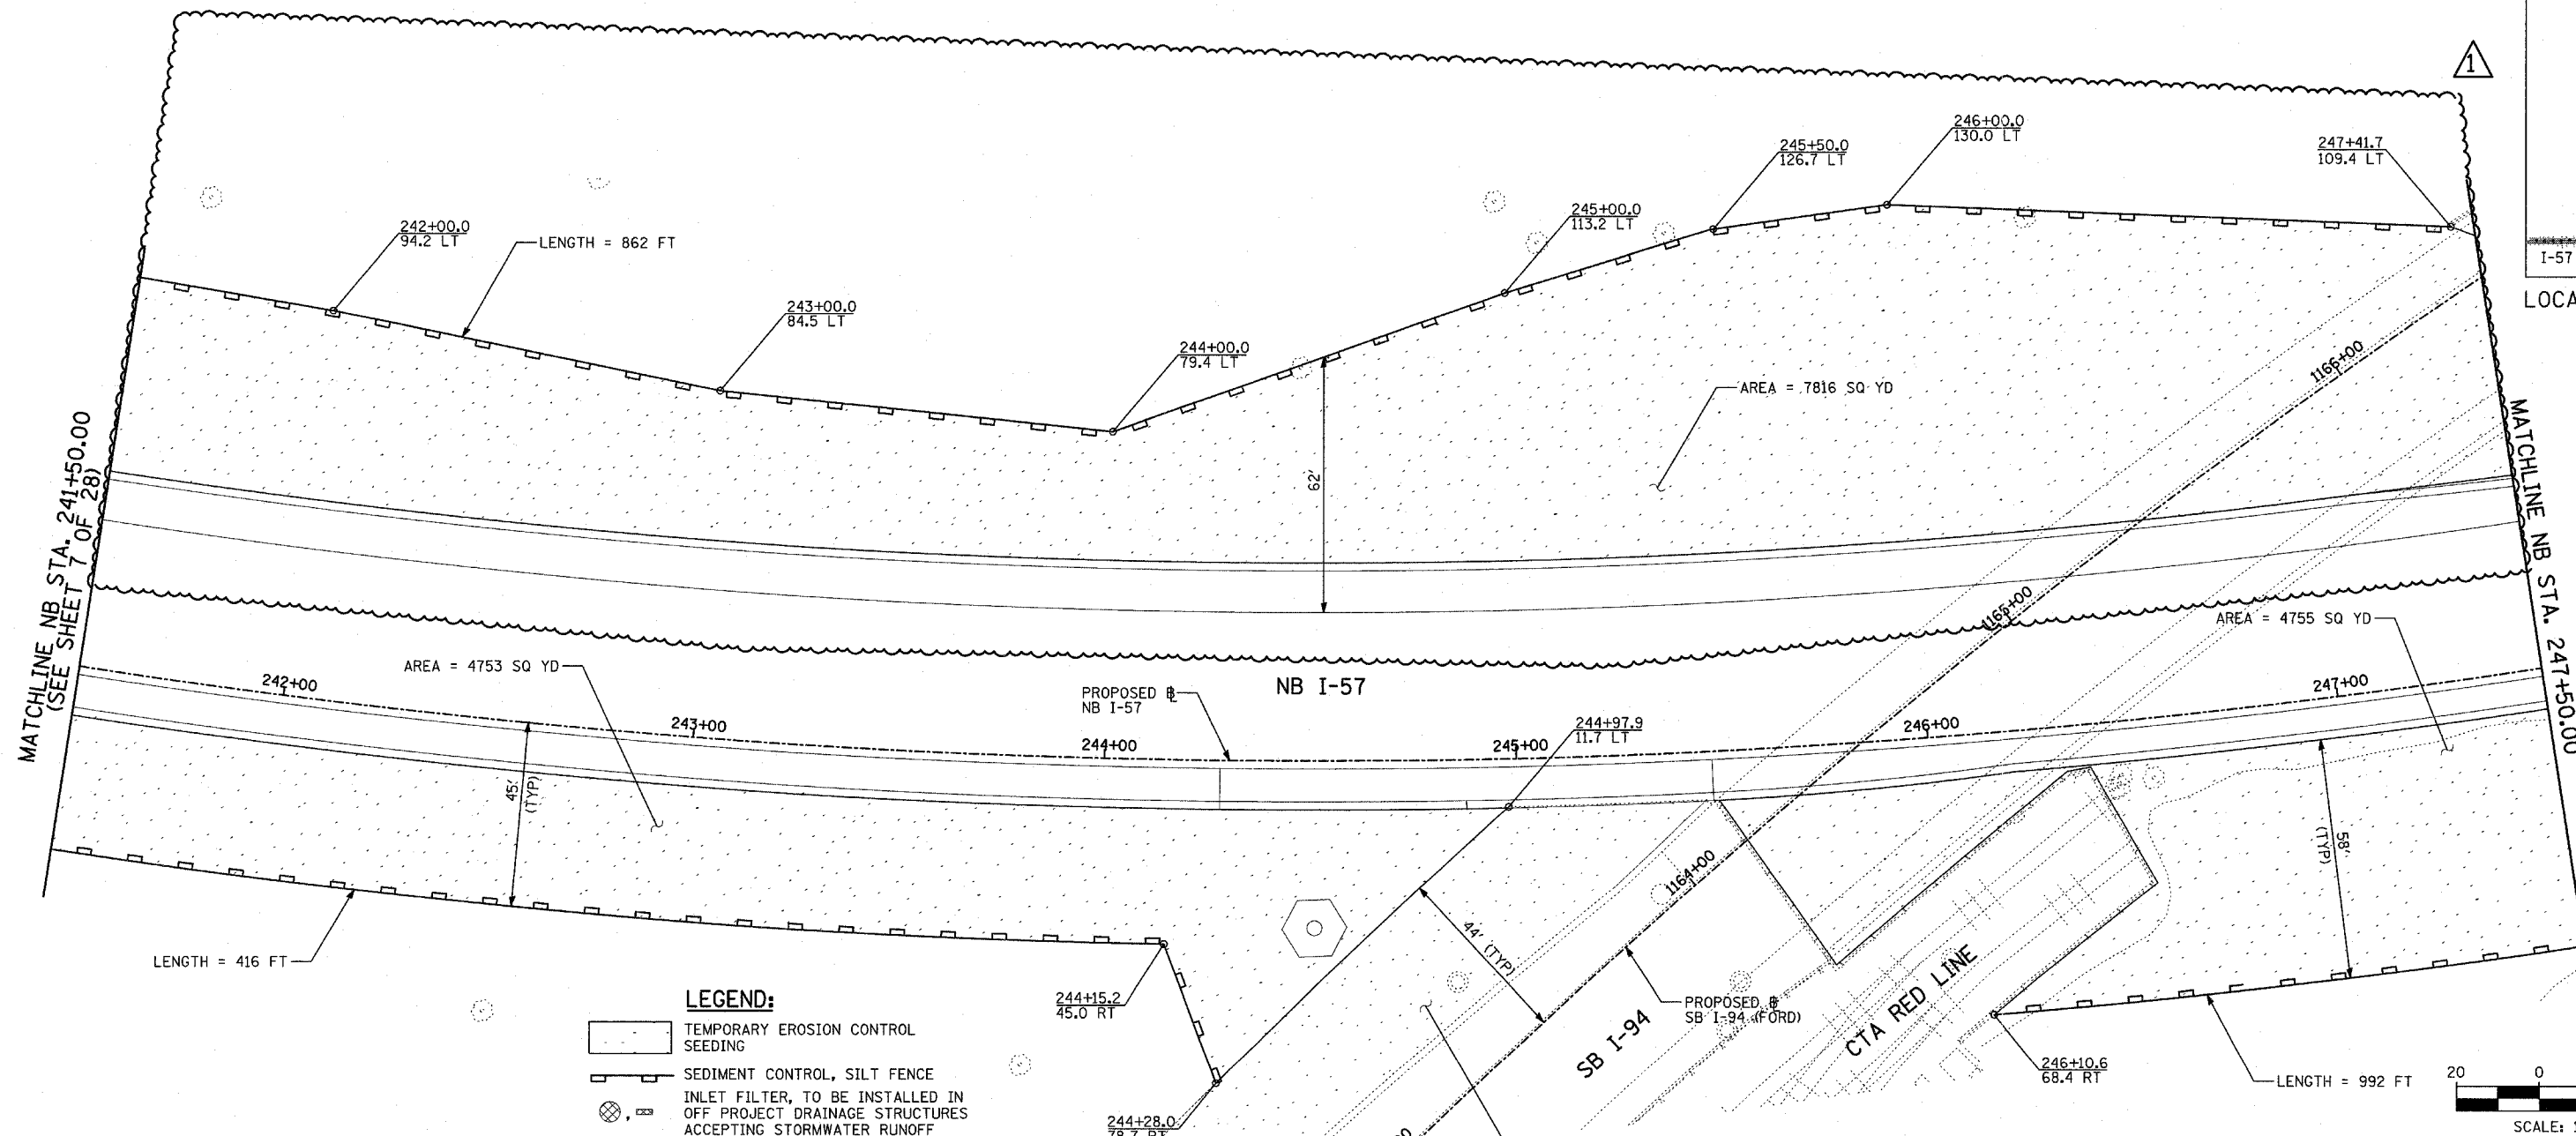 1
246+00.0
130.0 LT
245+50.0
126.7 LT
247+41.7
109.4 LT
245+00.0
113.2 LT
242+00.0
94.2 LT
LENGTH = 862 FT
I-57
LOCA
243+00.0
84.5 LT
244+00.0
79.4 LT
1166+00
AREA = 7816 SQ YD
62'
MATCHLINE NB STA. 241+50.00
(SEE SHEET 7 OF 28)
MATCHLINE NB STA. 247+50.00
1165+00
AREA = 4755 SQ YD
AREA = 4753 SQ YD
242+00
243+00
PROPOSED ⅊
NB I-57
NB I-57
244+00
244+97.9
11.7 LT
245+00
246+00
247+00
45'
(TYP)
58'
(TYP)
1164+00
44' (TYP)
LENGTH = 416 FT
244+15.2
45.0 RT
PROPOSED
SB I-94 (FORD)
SB I-94
CTA RED LINE
246+10.6
68.4 RT
LENGTH = 992 FT
20 0
SCALE:
LEGEND:
TEMPORARY EROSION CONTROL
SEEDING
SEDIMENT CONTROL, SILT FENCE
INLET FILTER, TO BE INSTALLED IN
OFF PROJECT DRAINAGE STRUCTURES
ACCEPTING STORMWATER RUNOFF
244+28.0
78.7 RT